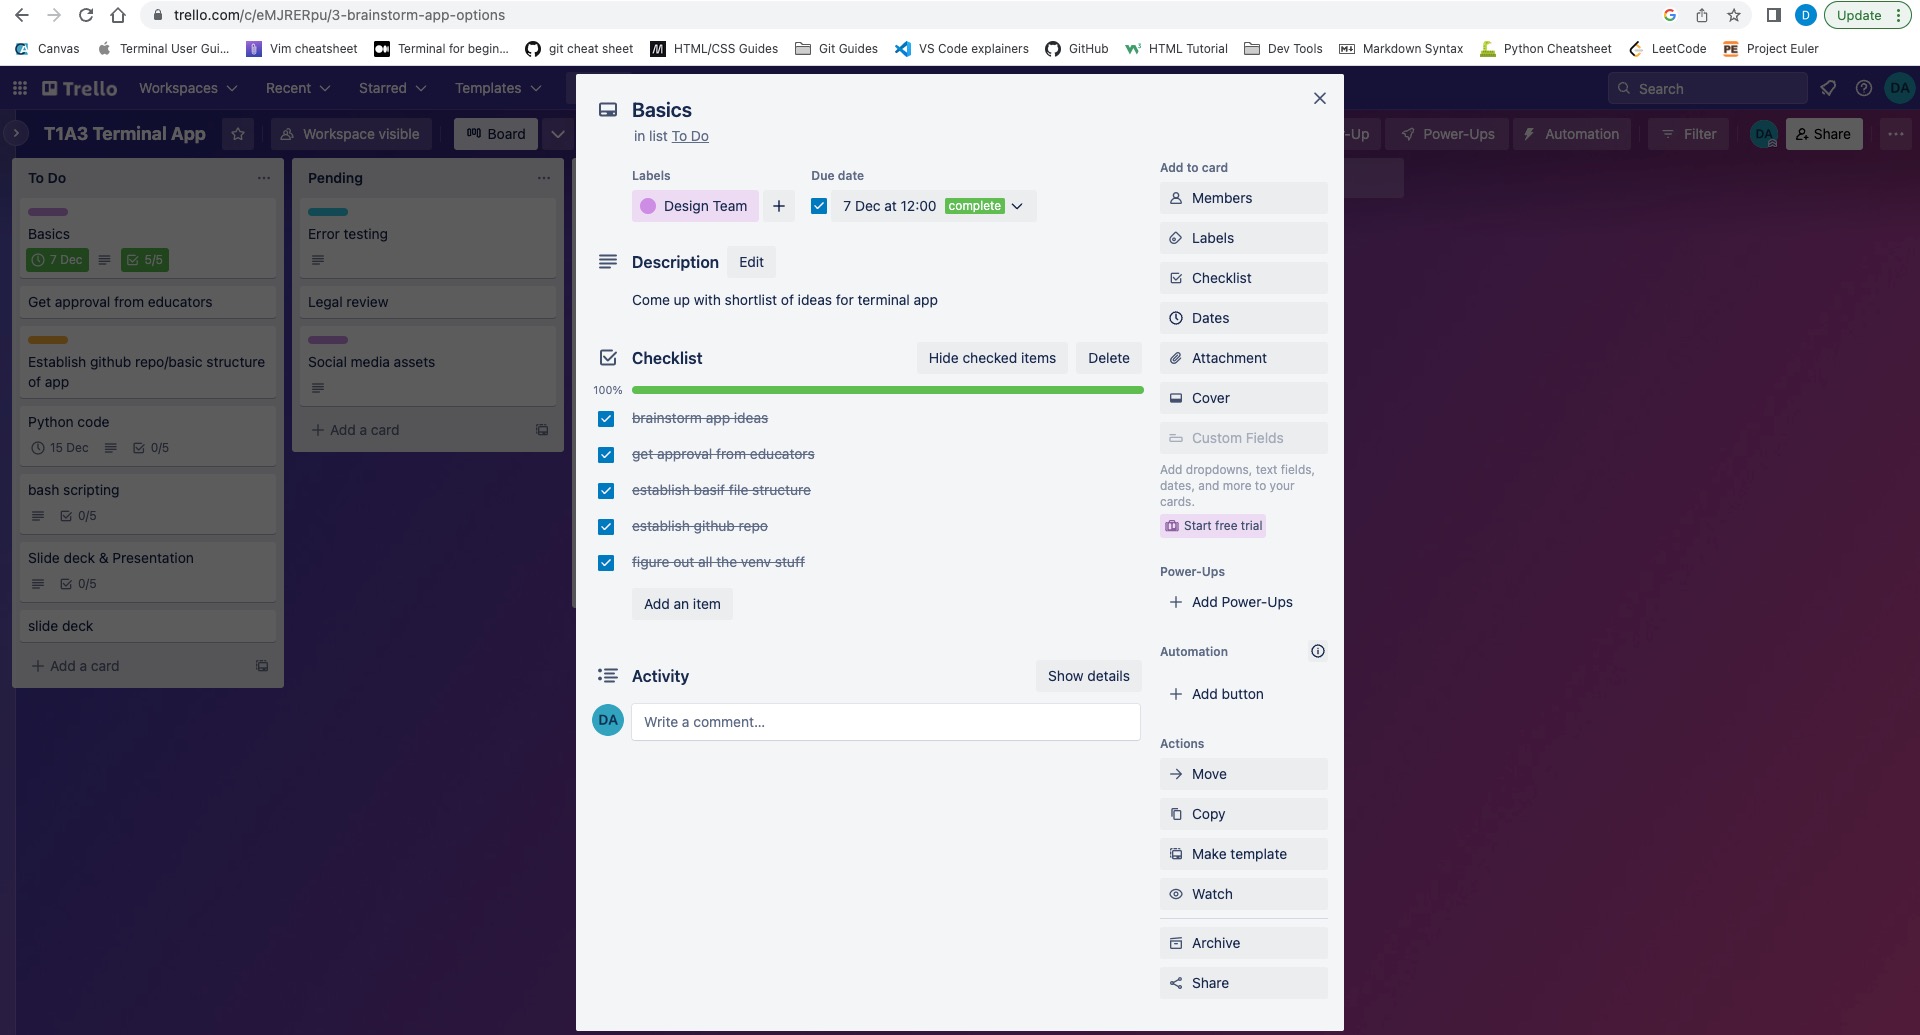 trello.com/c/eMJRERpu/3-brainstorm-app-options
D
Update
Canvas
Terminal User Gui...
Vim cheatsheet
Terminal for begin...
git cheat sheet
HTML/CSS Guides
Git Guides
VS Code explainers
GitHub
HTML Tutorial
Dev Tools
Markdown Syntax
Python Cheatsheet
LeetCode
PE Project Euler
Trello
Workspaces
Recent
Starred
Templates
Search
DA
T1A3 Terminal App
Workspace visible
Board
-Up
Power-Ups
Automation
Filter
DA
Share
To Do
Basics
7 Dec
5/5
Get approval from educators
Establish github repo/basic structure
of app
Python code
15 Dec
0/5
bash scripting
0/5
Slide deck & Presentation
0/5
slide deck
Add a card
Pending
Error testing
Legal review
Social media assets
Add a card
Basics
in list To Do
Labels
Design Team
Due date
7 Dec at 12:00 complete
Description
Edit
Come up with shortlist of ideas for terminal app
Checklist
Hide checked items
Delete
100%
brainstorm app ideas
get approval from educators
establish basif file structure
establish github repo
figure out all the venv stuff
Add an item
Activity
Show details
DA
Write a comment...
Add to card
Members
Labels
Checklist
Dates
Attachment
Cover
Custom Fields
Add dropdowns, text fields,
dates, and more to your
cards.
Start free trial
Power-Ups
Add Power-Ups
Automation
Add button
Actions
Move
Copy
Make template
Watch
Archive
Share